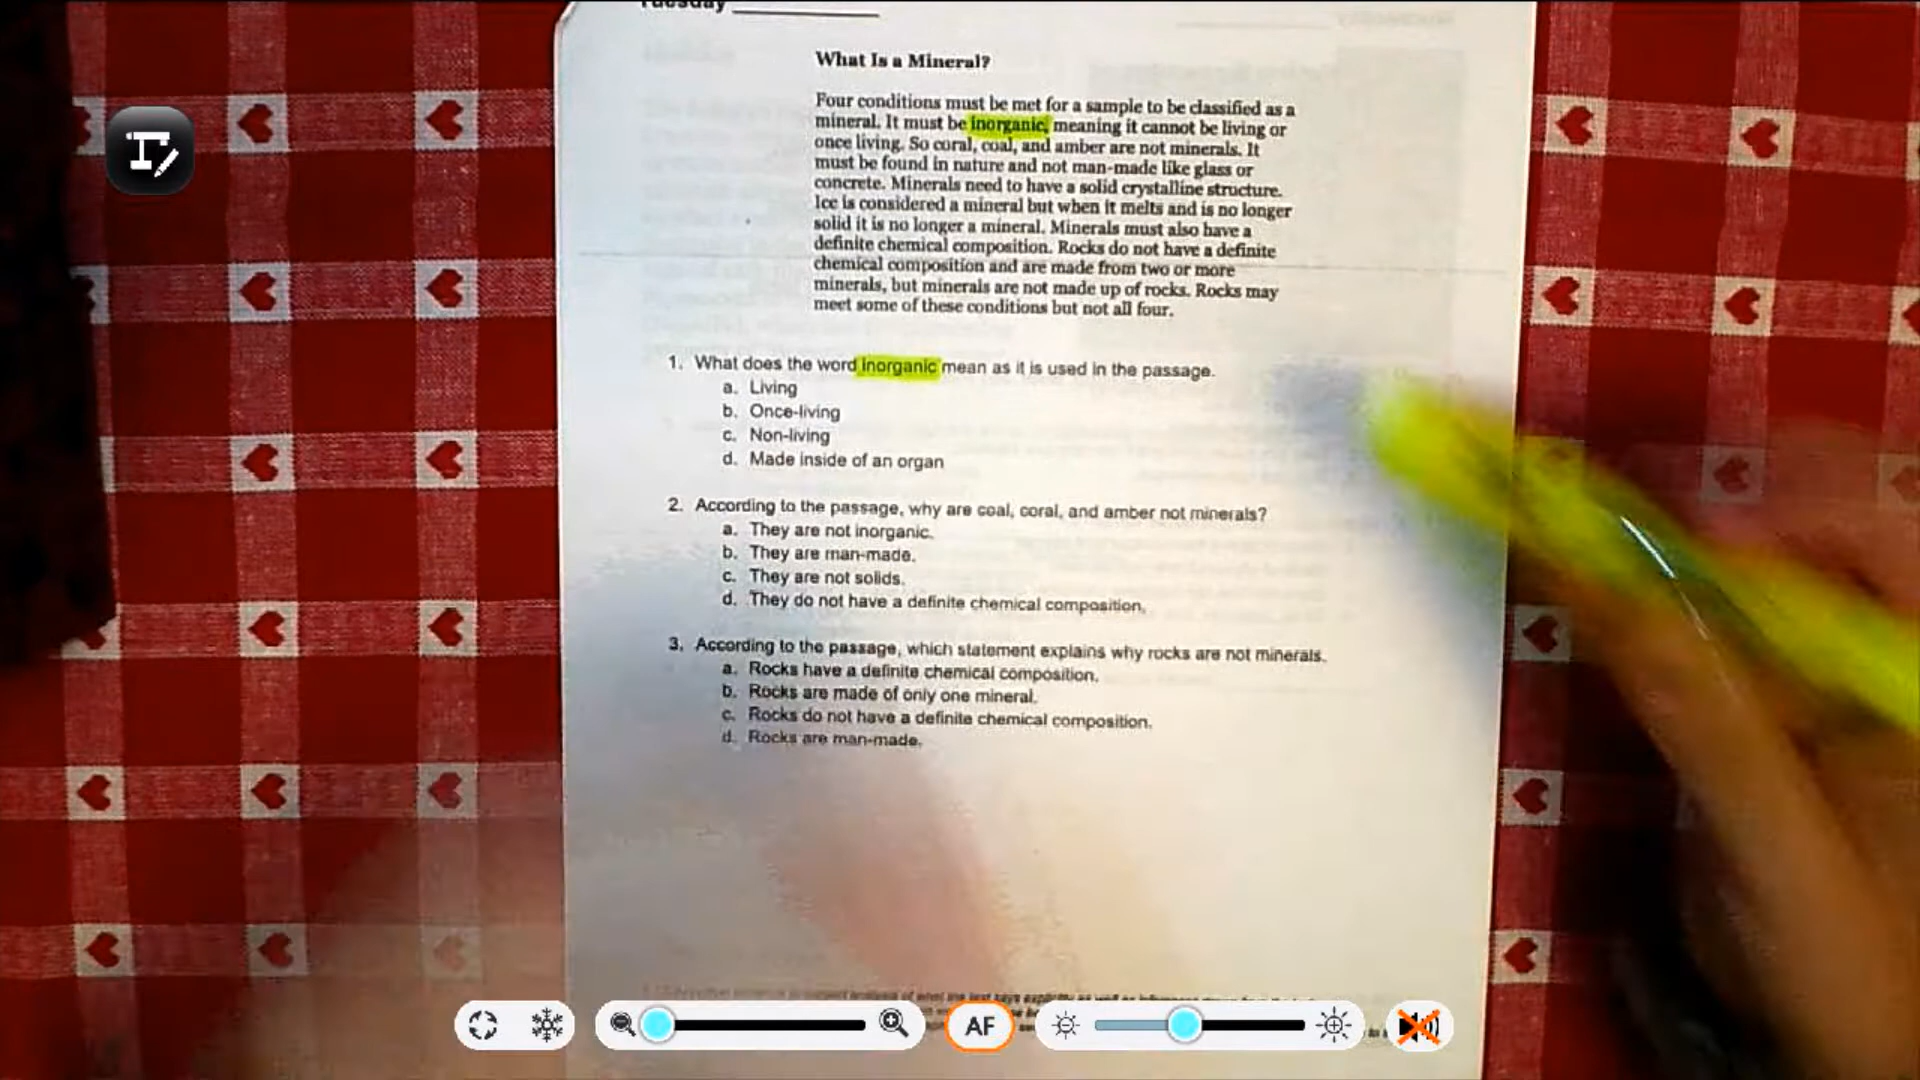 Tuesday
What Is a Mineral?
Four conditions must be met for a sample to be classified as a
mineral. It must be inorganic, meaning it cannot be living or
once living. So coral, coal, and amber are not minerals. It
must be found in nature and not man-made like glass or
concrete. Minerals need to have a solid crystalline structure.
Ice is considered a mineral but when it melts and is no longer
solid it is no longer a mineral. Minerals must also have a
definite chemical composition. Rocks do not have a definite
chemical composition and are made from two or more
minerals, but minerals are not made up of rocks. Rocks may
meet some of these conditions but not all four.
1. What does the word inorganic mean as it is used in the passage.
a. Living
b. Once-living
c. Non-living
d. Made inside of an organ
2. According to the passage, why are coal, coral, and amber not minerals?
a. They are not inorganic.
b. They are man-made.
c. They are not solids.
d. They do not have a definite chemical composition.
3. According to the passage, which statement explains why rocks are not minerals.
a. Rocks have a definite chemical composition.
b. Rocks are made of only one mineral.
c. Rocks do not have a definite chemical composition.
d. Rocks are man-made.
AF